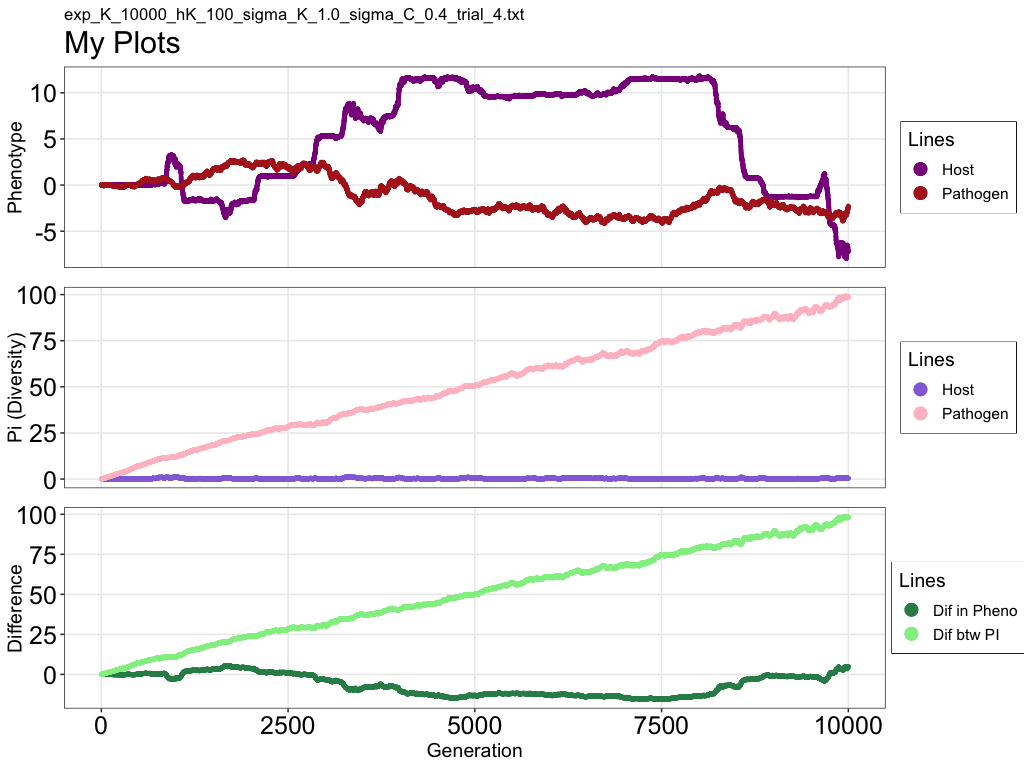 exp_K_10000_hK_100_sigma_K_1.0_sigma_C_0.4_trial_4.txt
My Plots
Phenotype
10
5
0
-5
Lines
Host
Pathogen
Pi (Diversity)
100
75
50
25
0
Lines
Host
Pathogen
Difference
100
75
50
25
0
Lines
Dif in Pheno
Dif btw PI
0 2500 5000 7500 10000
Generation